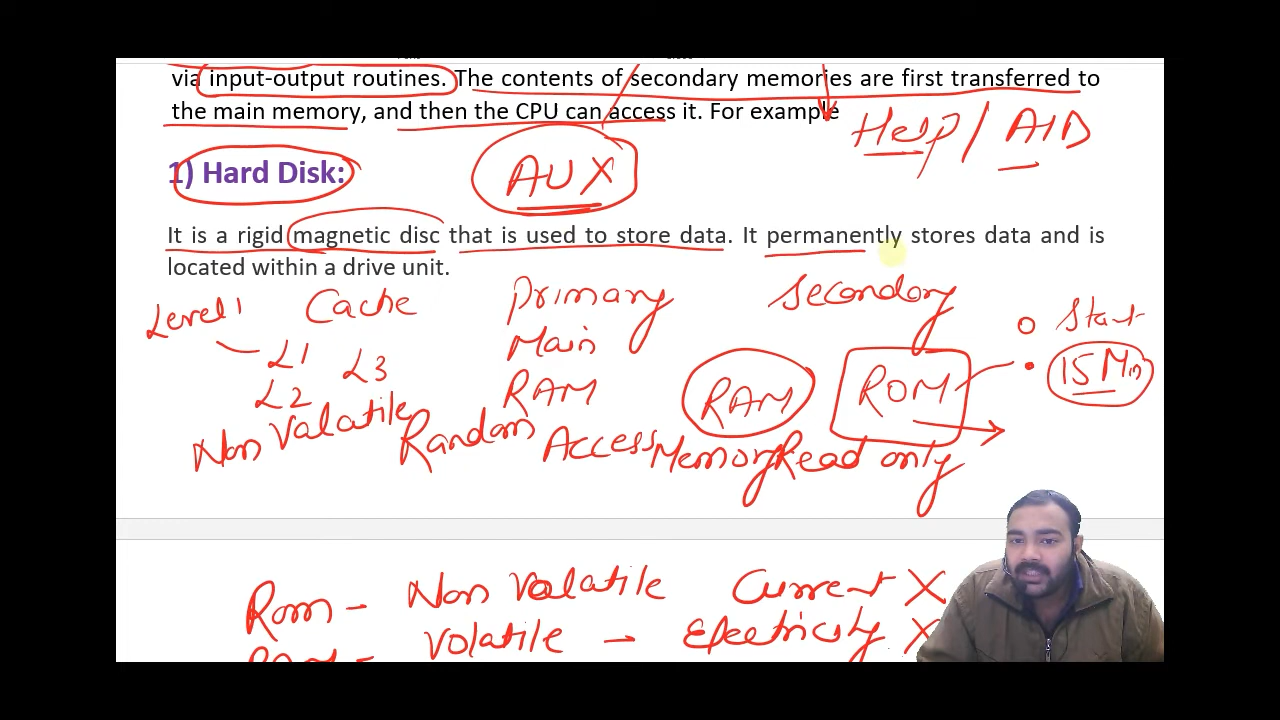 via input-output routines. The contents of secondary memories are first transferred to
the main memory, and then the CPU can access it. For example
Help / AID
1) Hard Disk:
AUX
It is a rigid magnetic disc that is used to store data. It permanently stores data and is
located within a drive unit.
Level 1 Cache Primary Secondary
Start
L1 L3 Main
15 Min
L2 RAM RAM ROM
Non Valatile Random Access Memory Read only
Rom - Non Volatile Current X
Volatile - Electricity X